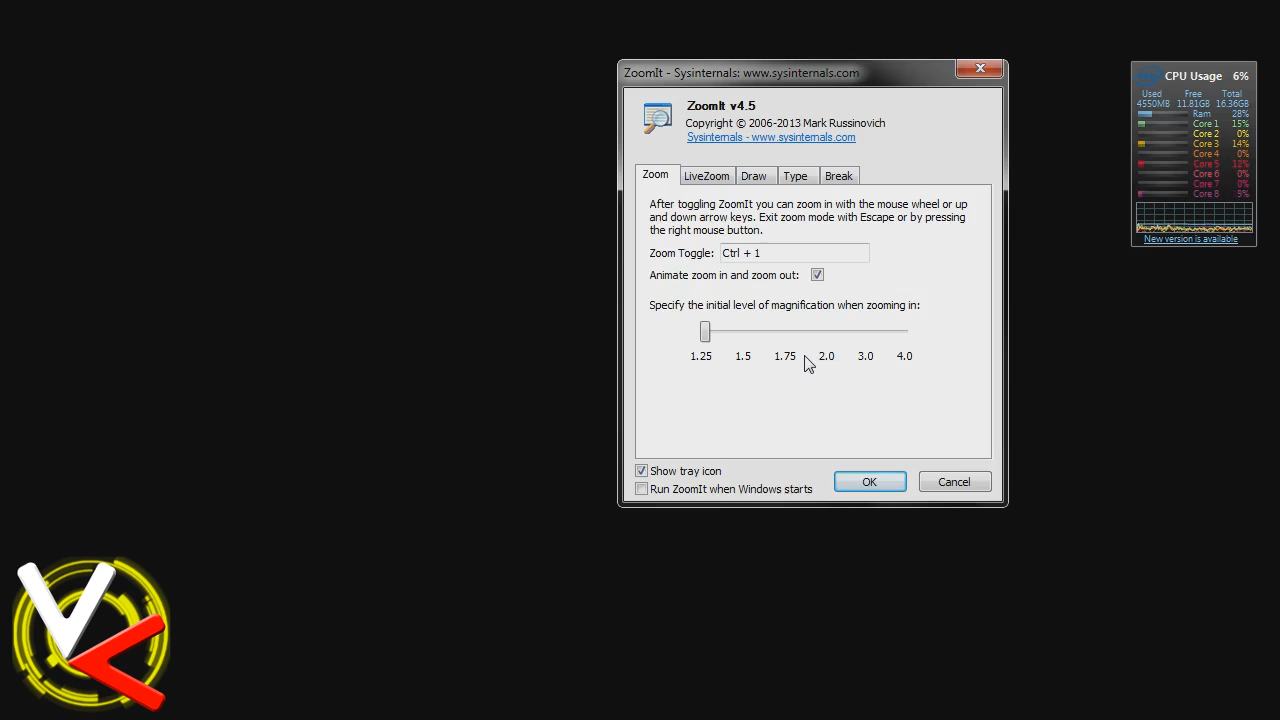 ZoomIt - Sysinternals: www.sysinternals.com
ZoomIt v4.5
Copyright © 2006-2013 Mark Russinovich
Sysinternals - www.sysinternals.com
Zoom LiveZoom Draw Type Break
After toggling ZoomIt you can zoom in with the mouse wheel or up
and down arrow keys. Exit zoom mode with Escape or by pressing
the right mouse button.
Zoom Toggle: Ctrl + 1
Animate zoom in and zoom out:
Specify the initial level of magnification when zooming in:
1.25 1.5 1.75 2.0 3.0 4.0
Show tray icon
Run ZoomIt when Windows starts
OK Cancel
CPU Usage 6%
Used Free Total
4550MB 11.81GB 16.36GB
Ram 28%
Core 1 15%
Core 2 0%
Core 3 14%
Core 4 0%
Core 5 12%
Core 6 0%
Core 7 0%
Core 8 9%
New version is available